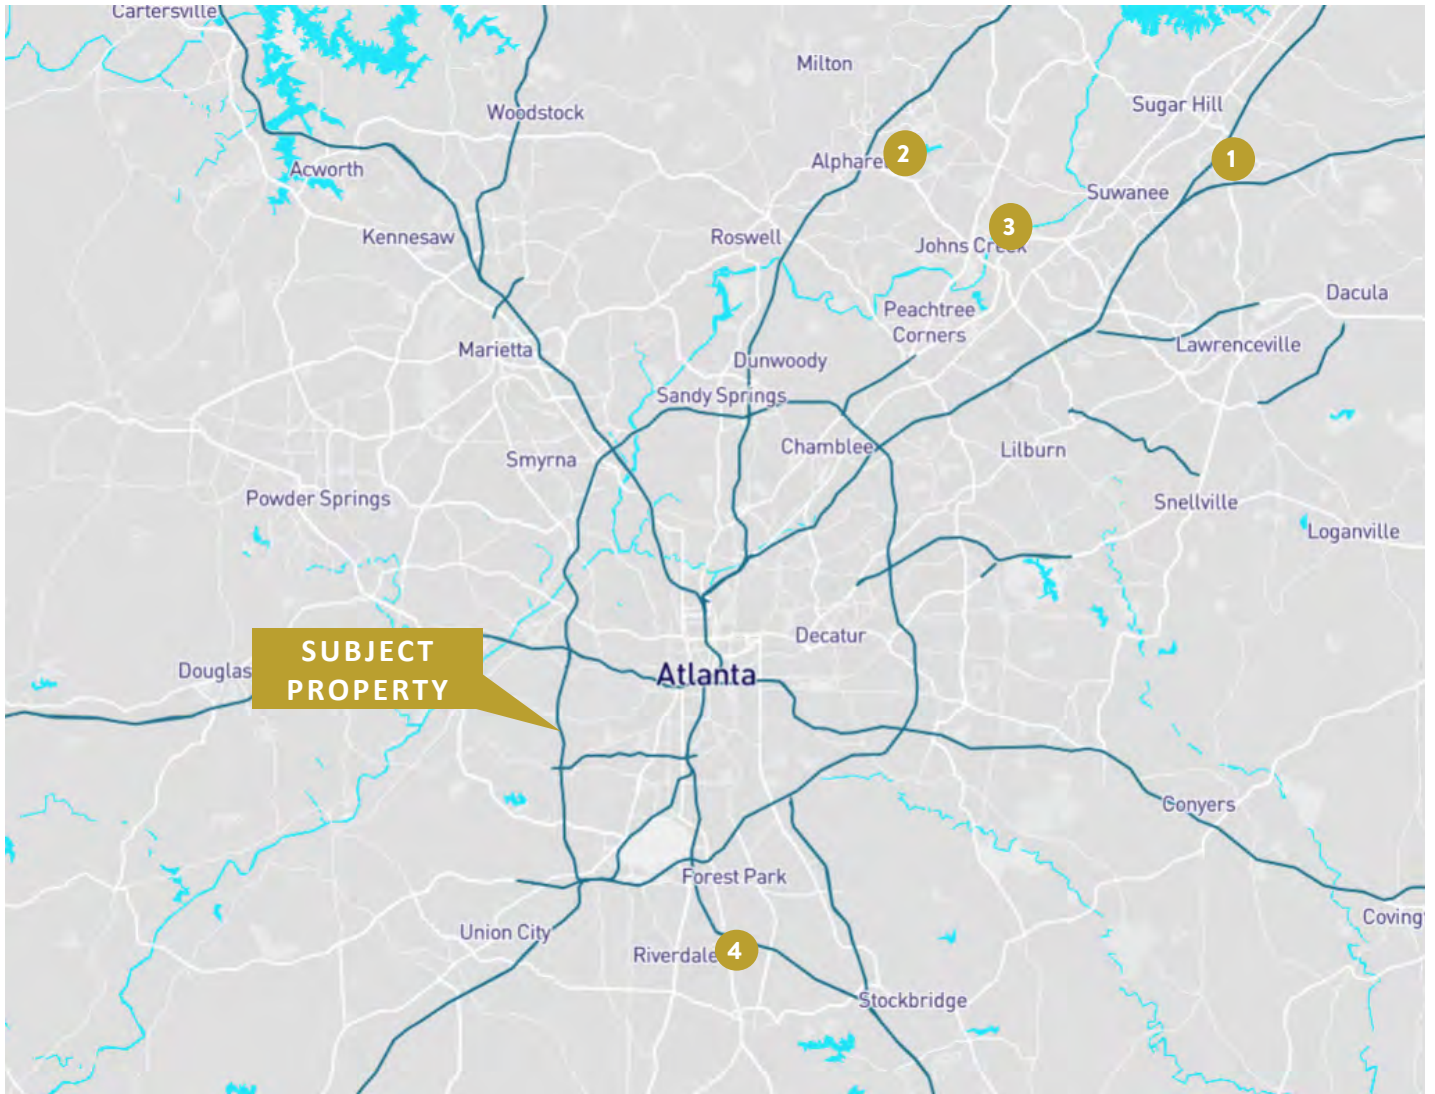 Cartersville
Milton
Woodstock
Sugar Hill
2
Alphare
1
Acworth
Suwanee
3
Kennesaw
Roswell
Johns Creek
Dacula
Peachtree
Corners
Marietta
Lawrenceville
Dunwoody
Sandy Springs
Chamblee
Lilburn
Smyrna
Powder Springs
Snellville
Loganville
Decatur
SUBJECT
PROPERTY
Douglas
Atlanta
Conyers
Forest Park
Covingt
Union City
Riverdale
4
Stockbridge